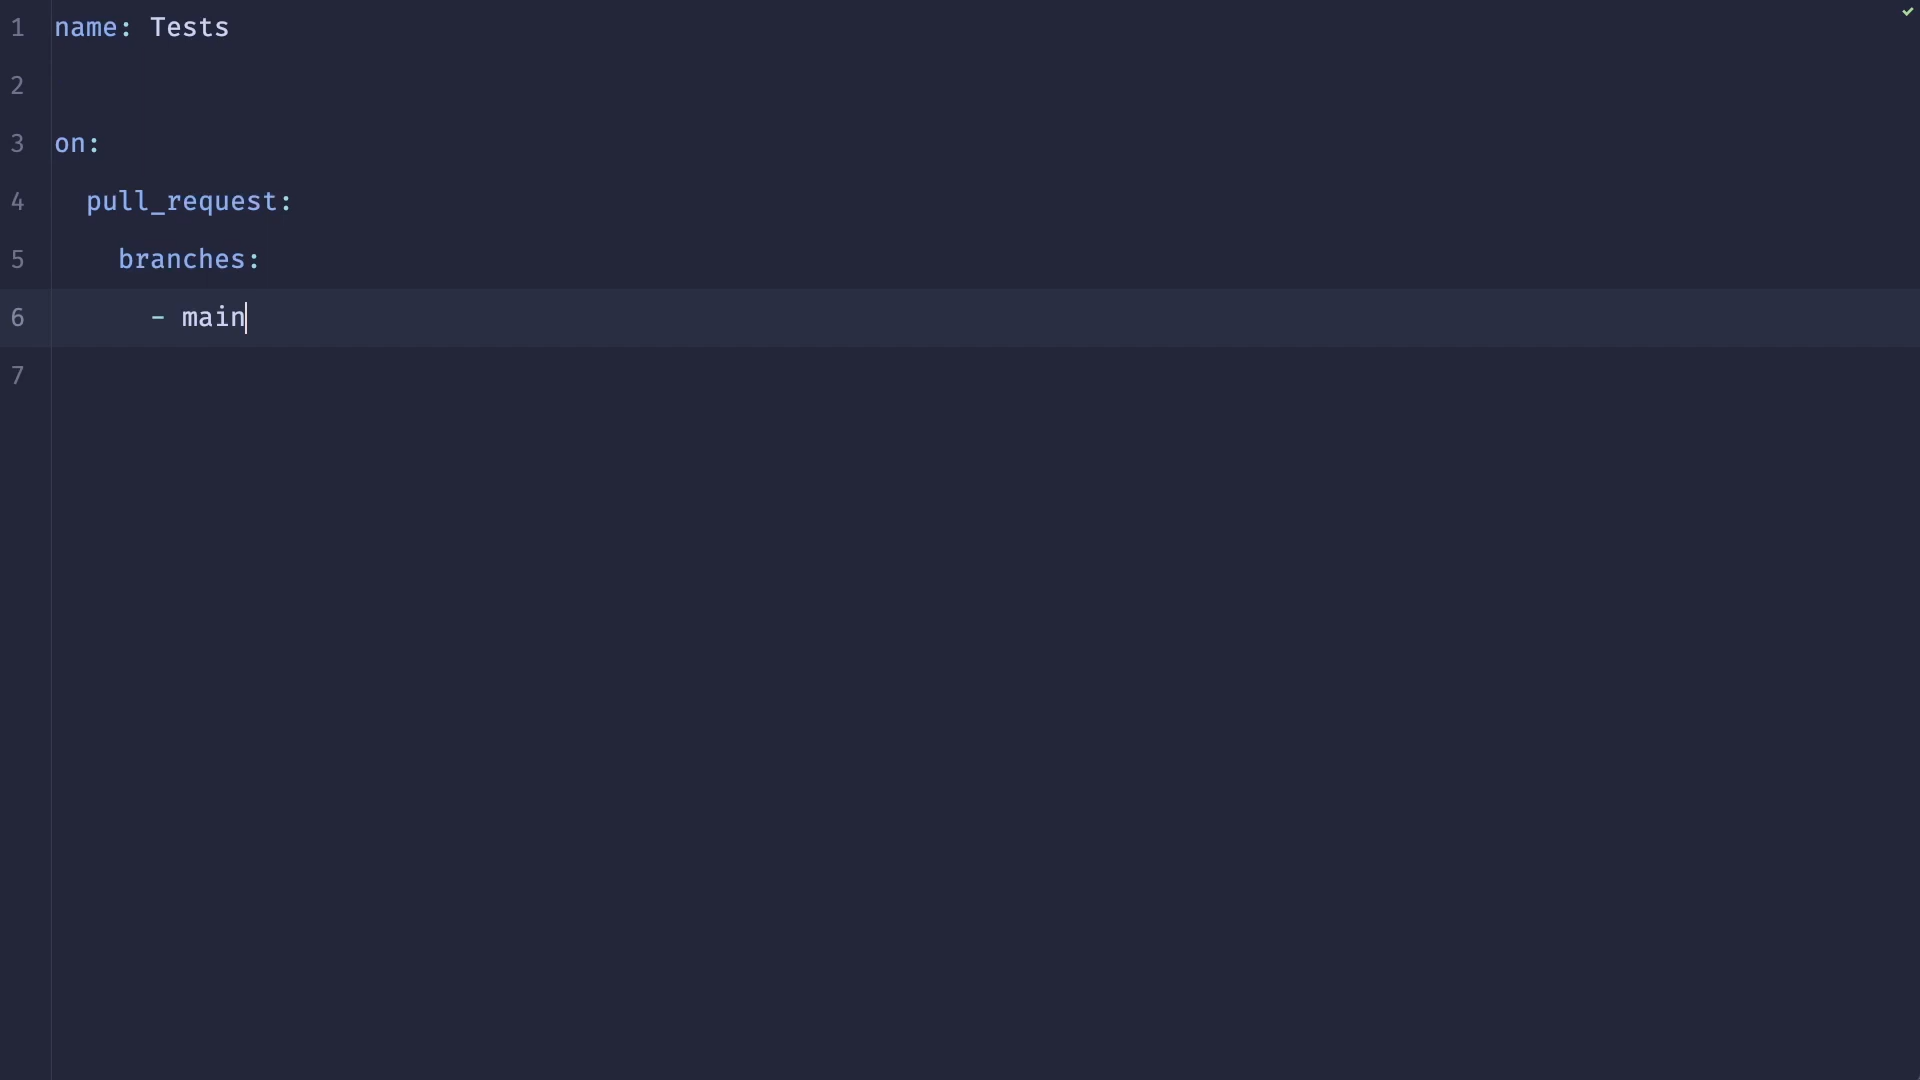 1 name: Tests
2
3 on:
4   pull_request:
5     branches:
6       - main
7